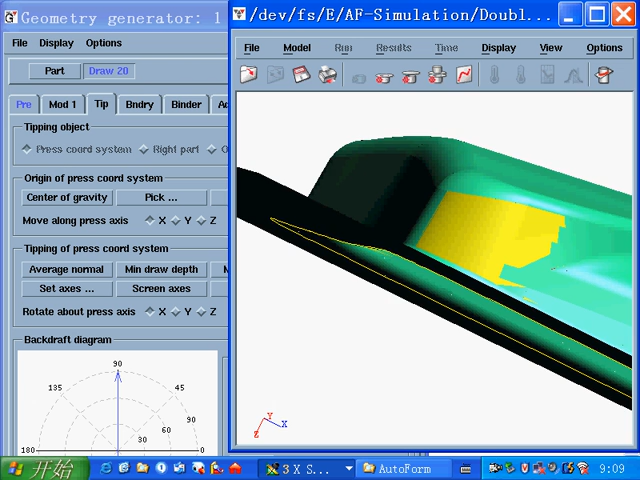 Geometry generator: 1
File Display Options
Part Draw 20
Pre Mod 1 Tip Bndry Binder
Tipping object
Press coord system Right part
Origin of press coord system
Center of gravity Pick ...
Move along press axis X Y Z
Tipping of press coord system
Average normal Min draw depth
Set axes ... Screen axes
Rotate about press axis X Y Z
Backdraft diagram
90
135 45
90
60
30
180 0
/dev/fs/E/AF-Simulation/Doubl...
File Model Run Results Time Display View Options
Y
X
Z
开始 3 X S... AutoForm 9:09